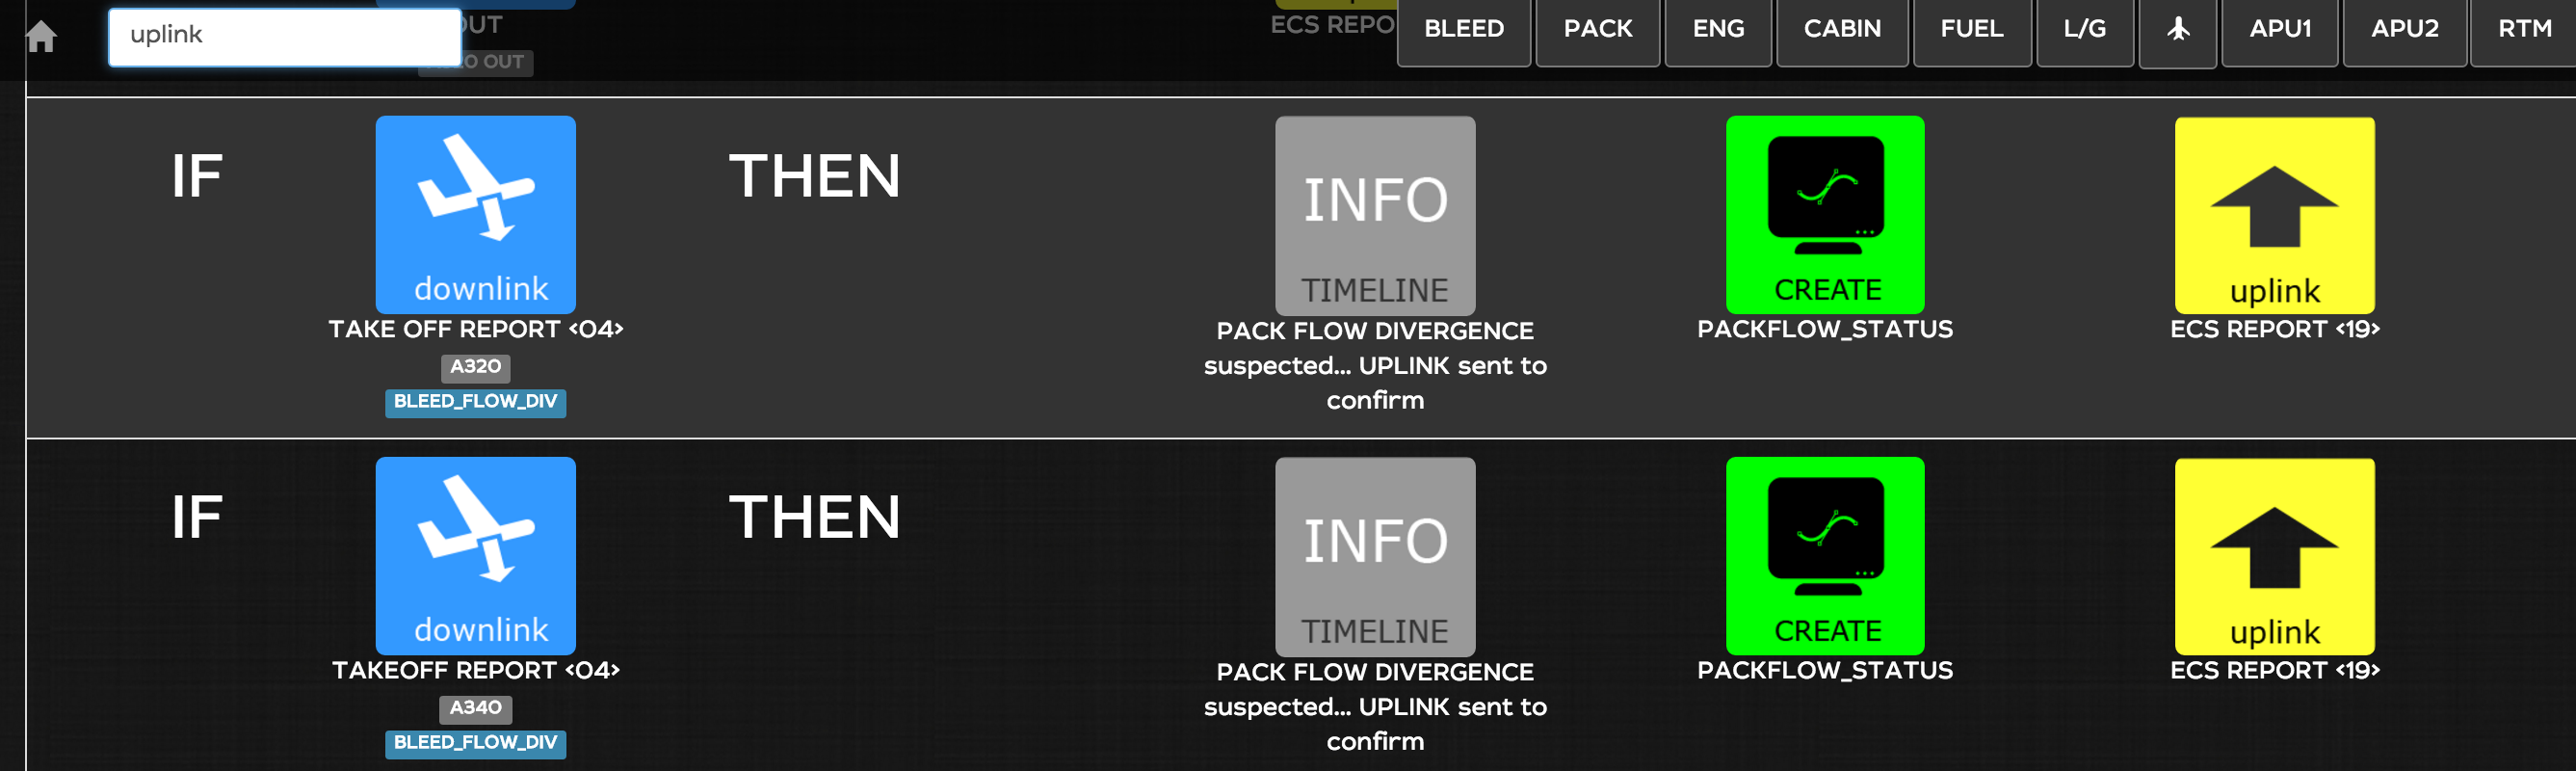 uplink
OUT
OUT
ECS REPO
BLEED
PACK
ENG
CABIN
FUEL
L/G
APU1
APU2
RTM
IF
downlink
TAKE OFF REPORT <04>
A320
BLEED_FLOW_DIV
THEN
INFO
TIMELINE
PACK FLOW DIVERGENCE
suspected... UPLINK sent to
confirm
CREATE
PACKFLOW_STATUS
uplink
ECS REPORT <19>
IF
downlink
TAKEOFF REPORT <04>
A340
BLEED_FLOW_DIV
THEN
INFO
TIMELINE
PACK FLOW DIVERGENCE
suspected... UPLINK sent to
confirm
CREATE
PACKFLOW_STATUS
uplink
ECS REPORT <19>